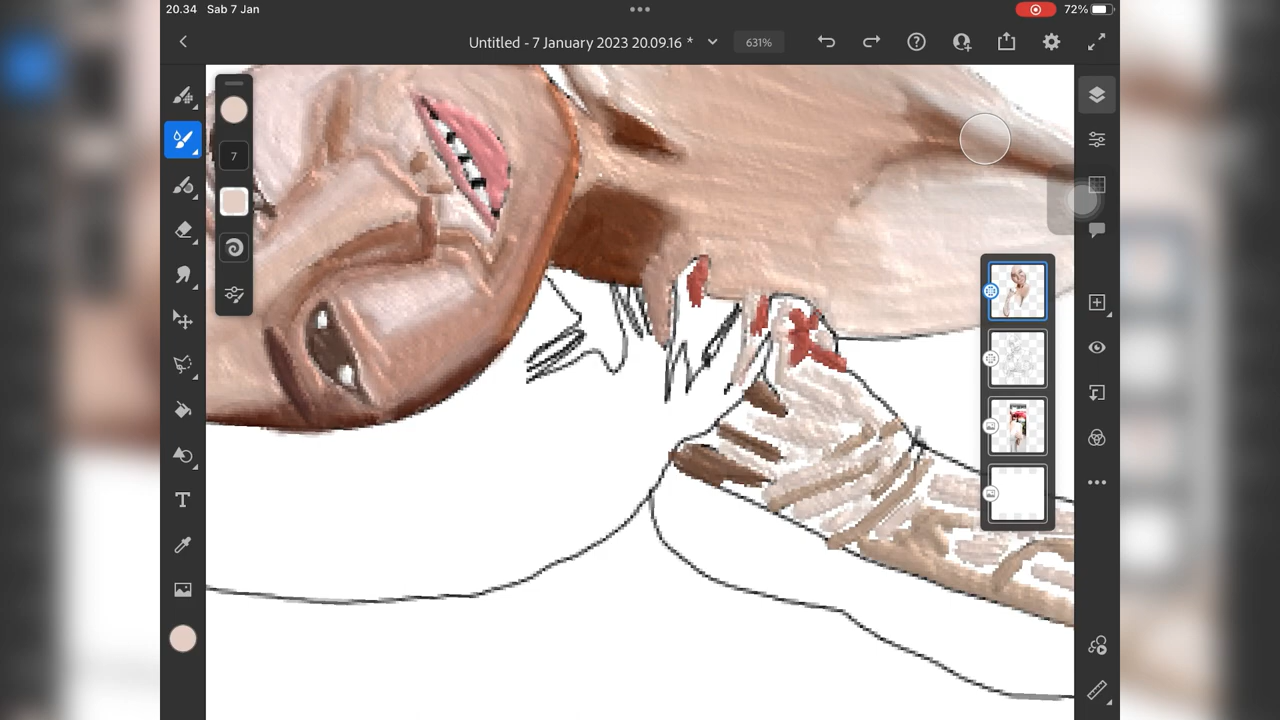 20.34 Sab 7 Jan
72%
Untitled - 7 January 2023 20.09.16 *
631%
7
T